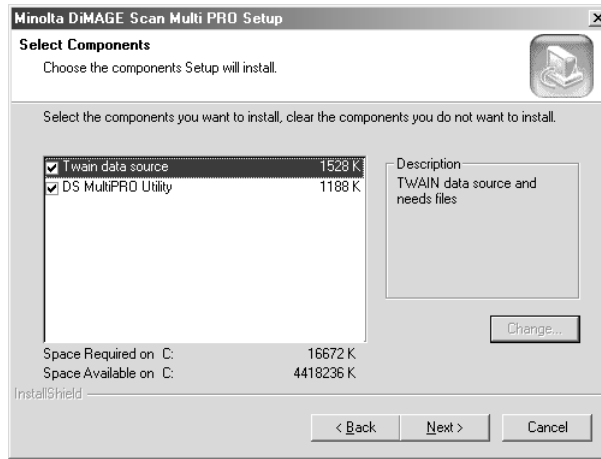 Minolta DiMAGE Scan Multi PRO Setup
Select Components
Choose the components Setup will install.
Select the components you want to install, clear the components you do not want to install.
Twain data source 1528 K
DS MultiPRO Utility 1188 K
Description
TWAIN data source and
needs files
Change...
Space Required on C: 16672 K
Space Available on C: 4418236 K
InstallShield
< Back
Next >
Cancel